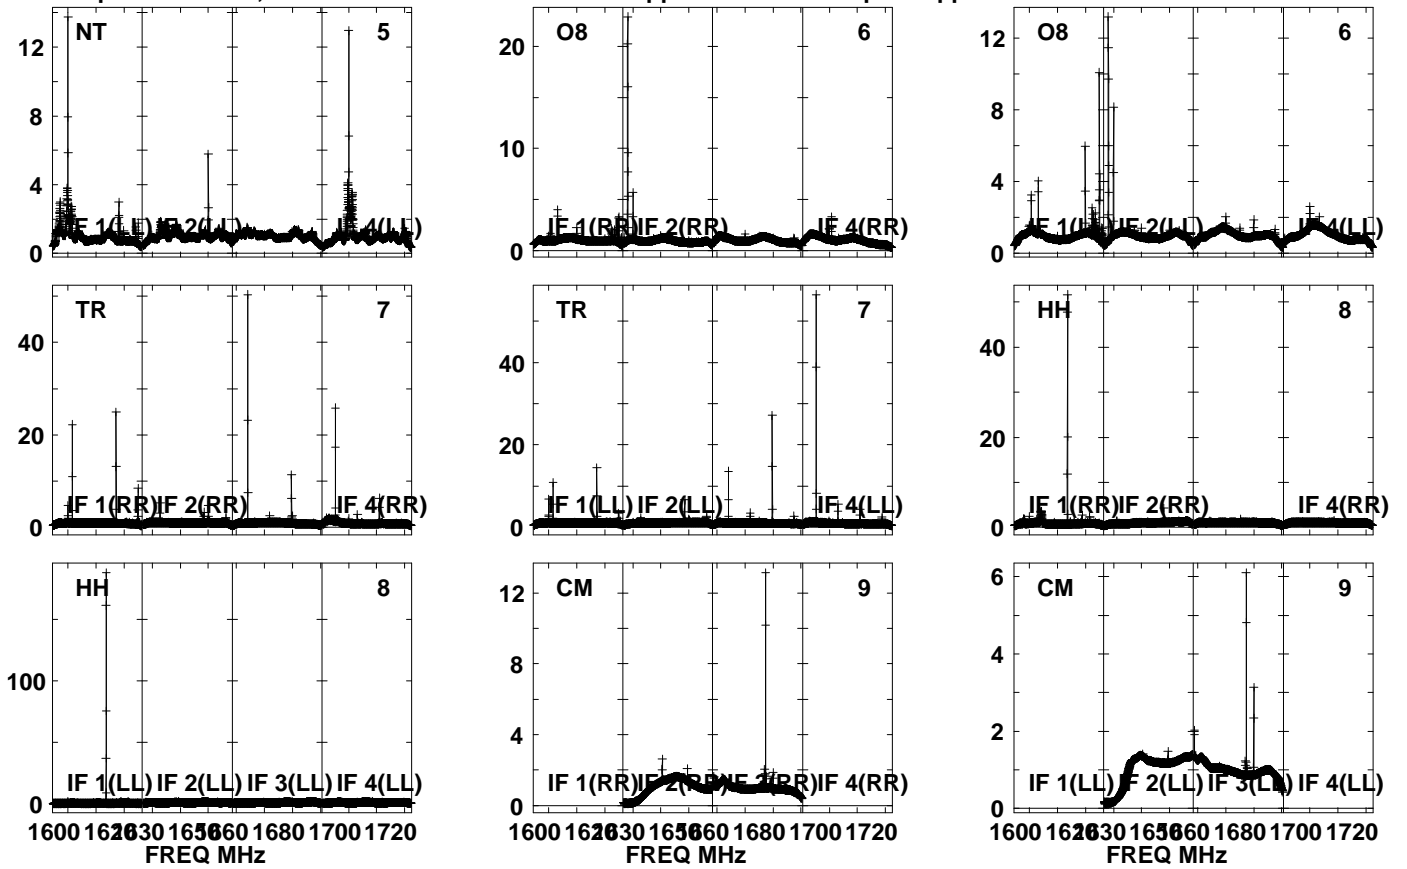 NT 5 O8 6 O8 6
12 8 4 0
20 10 0
12 8 4 0
IF 1(LL) IF 2(LL) IF 4(LL)
IF 1(RR) IF 2(RR) IF 4(RR)
IF 1(LL) IF 2(LL) IF 4(LL)
TR 7 TR 7 HH 8
40 20 0
60 40 20 0
40 20 0
IF 1(RR) IF 2(RR) IF 4(RR)
IF 1(LL) IF 2(LL) IF 4(LL)
IF 1(RR) IF 2(RR) IF 4(RR)
HH 8 CM 9 CM 9
100 0
12 8 4 0
6 4 2 0
IF 1(LL) IF 2(LL) IF 3(LL) IF 4(LL)
IF 1(RR) IF 2(RR) IF 3(RR) IF 4(RR)
IF 1(LL) IF 2(LL) IF 3(LL) IF 4(LL)
1600 1620 1630 1650 1660 1680 1700 1720
1600 1620 1630 1650 1660 1680 1700 1720
1600 1620 1630 1650 1660 1680 1700 1720
FREQ MHz FREQ MHz FREQ MHz